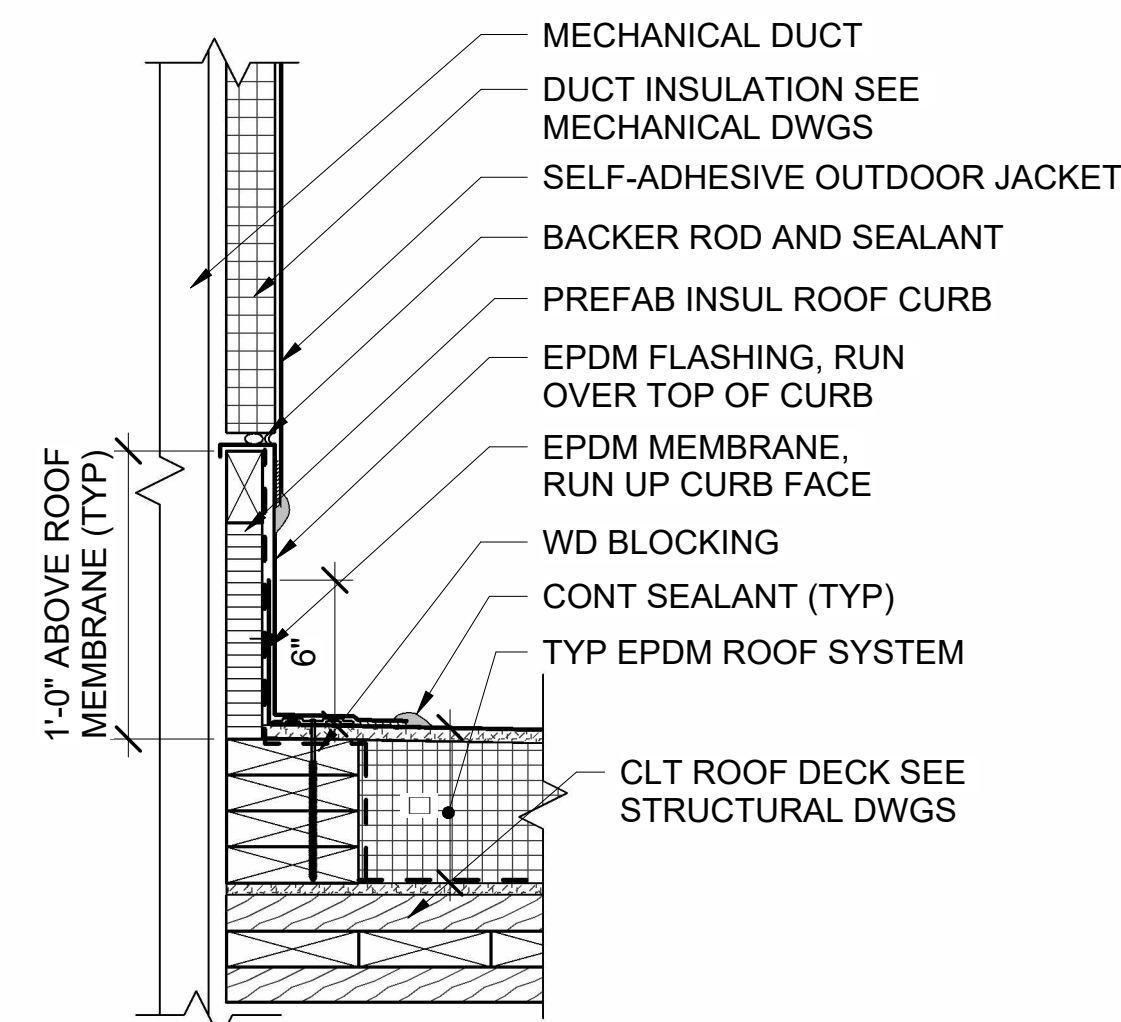 MECHANICAL DUCT
DUCT INSULATION SEE
MECHANICAL DWGS
SELF-ADHESIVE OUTDOOR JACKET
BACKER ROD AND SEALANT
PREFAB INSUL ROOF CURB
EPDM FLASHING, RUN
OVER TOP OF CURB
EPDM MEMBRANE,
RUN UP CURB FACE
WD BLOCKING
CONT SEALANT (TYP)
TYP EPDM ROOF SYSTEM
CLT ROOF DECK SEE
STRUCTURAL DWGS
1'-0" ABOVE ROOF
MEMBRANE (TYP)
6"